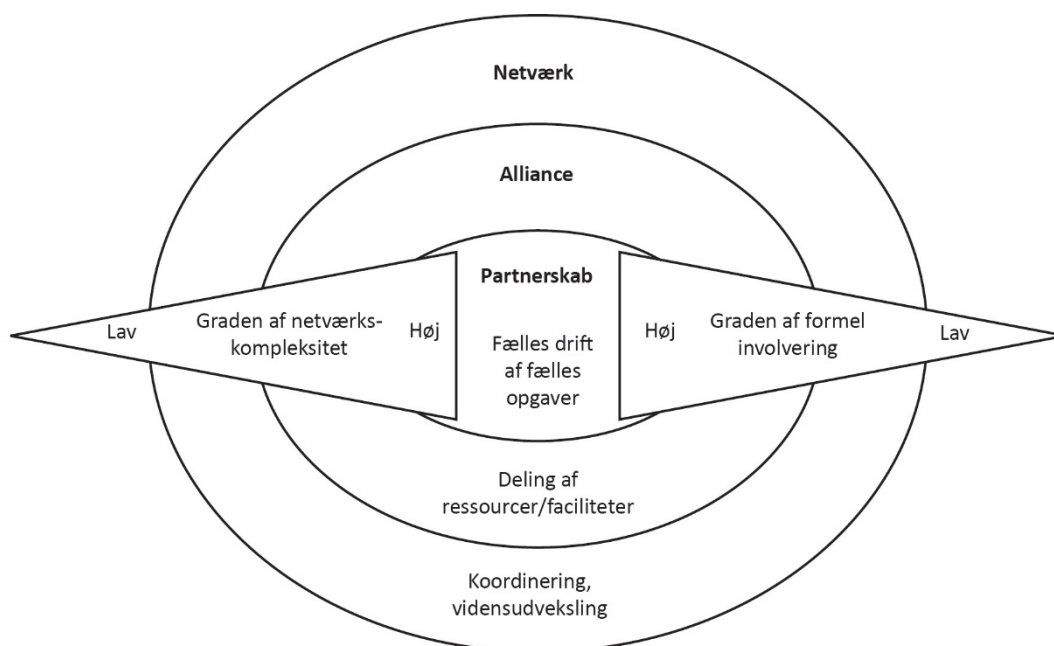 Netværk
Alliance
Partnerskab
Lav
Graden af netværks-
kompleksitet
Høj
Fælles drift
af fælles
opgaver
Høj
Graden af formel
involvering
Lav
Deling af
ressourcer/faciliteter
Koordinering,
vidensudveksling